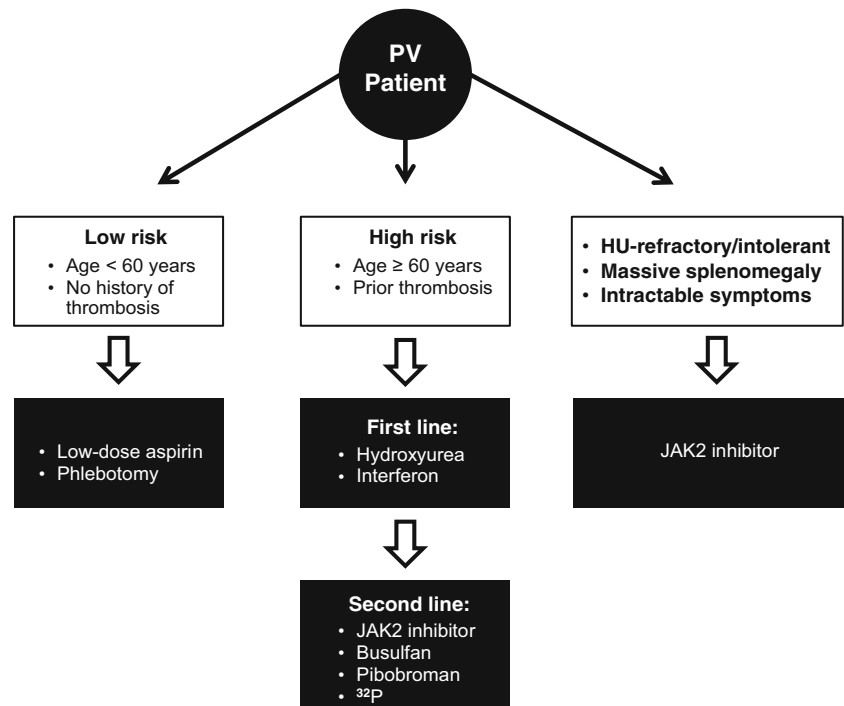 PV
Patient
Low risk
• Age < 60 years
• No history of
thrombosis
High risk
• Age ≥ 60 years
• Prior thrombosis
• HU-refractory/intolerant
• Massive splenomegaly
• Intractable symptoms
• Low-dose aspirin
• Phlebotomy
First line:
• Hydroxyurea
• Interferon
JAK2 inhibitor
Second line:
• JAK2 inhibitor
• Busulfan
• Pibobroman
• ³²P